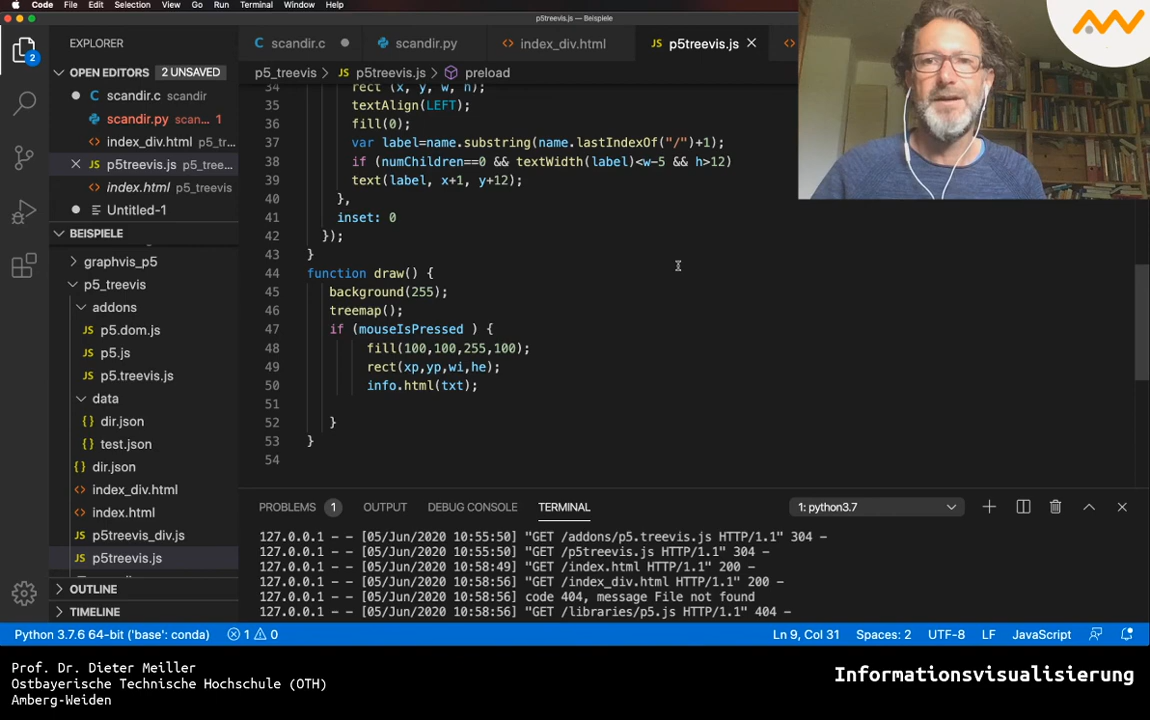 Code File Edit Selection View Go Run Terminal Window Help
p5treevis.js — Beispiele
EXPLORER
OPEN EDITORS 2 UNSAVED
scandir.c scandir
scandir.py scan... 1
index_div.html p5_tr...
p5treevis.js p5_tree...
index.html p5_treevis
Untitled-1
BEISPIELE
graphvis_p5
p5_treevis
addons
p5.dom.js
p5.js
p5.treevis.js
data
dir.json
test.json
dir.json
index_div.html
index.html
p5treevis_div.js
p5treevis.js
OUTLINE
TIMELINE
2
scandir.c scandir.py index_div.html p5treevis.js
p5_treevis > p5treevis.js > preload
34 rect (x, y, w, h);
35 textAlign(LEFT);
36 fill(0);
37 var label=name.substring(name.lastIndexOf("/")+1);
38 if (numChildren==0 && textWidth(label)<w-5 && h>12)
39 text(label, x+1, y+12);
40 },
41 inset: 0
42 });
43 }
44 function draw() {
45 background(255);
46 treemap();
47 if (mouseIsPressed ) {
48 fill(100,100,255,100);
49 rect(xp,yp,wi,he);
50 info.html(txt);
51
52 }
53 }
54
PROBLEMS 1 OUTPUT DEBUG CONSOLE TERMINAL 1: python3.7
127.0.0.1 - - [05/Jun/2020 10:55:50] "GET /addons/p5.treevis.js HTTP/1.1" 304 -
127.0.0.1 - - [05/Jun/2020 10:55:50] "GET /p5treevis.js HTTP/1.1" 304 -
127.0.0.1 - - [05/Jun/2020 10:58:49] "GET /index.html HTTP/1.1" 200 -
127.0.0.1 - - [05/Jun/2020 10:58:56] "GET /index_div.html HTTP/1.1" 200 -
127.0.0.1 - - [05/Jun/2020 10:58:56] code 404, message File not found
127.0.0.1 - - [05/Jun/2020 10:58:56] "GET /libraries/p5.js HTTP/1.1" 404 -
Python 3.7.6 64-bit ('base': conda) 1 0 Ln 9, Col 31 Spaces: 2 UTF-8 LF JavaScript
Prof. Dr. Dieter Meiller
Ostbayerische Technische Hochschule (OTH)
Amberg-Weiden
Informationsvisualisierung